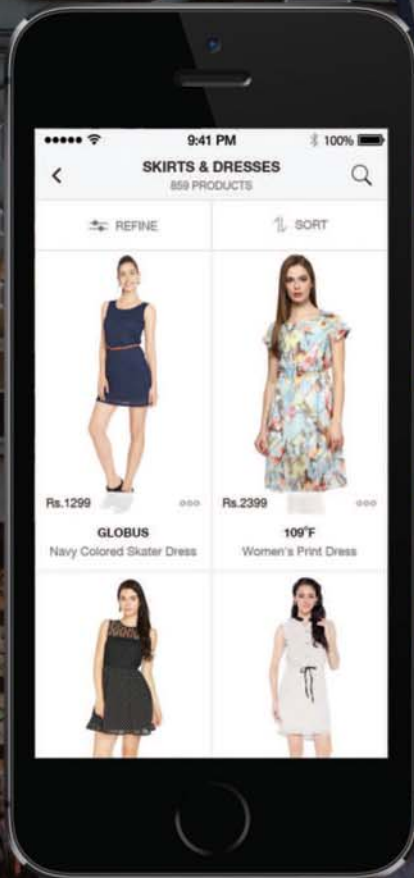 9:41 PM
100%
SKIRTS & DRESSES
859 PRODUCTS
REFINE
SORT
Rs.1299
Rs.2399
GLOBUS
109°F
Navy Colored Skater Dress
Women's Print Dress